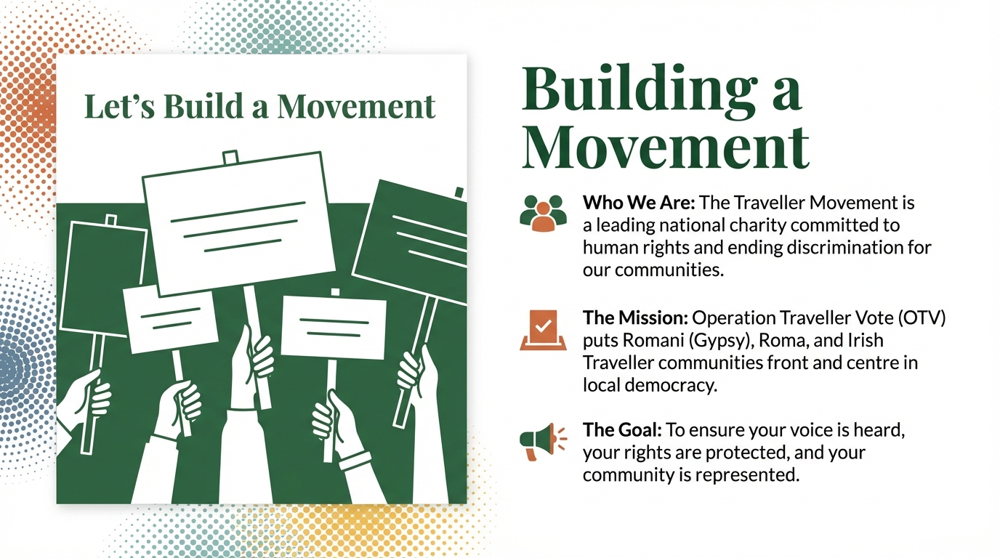 Let’s Build a Movement
Building a
Movement
Who We Are: The Traveller Movement is
a leading national charity committed to
human rights and ending discrimination for
our communities.
The Mission: Operation Traveller Vote (OTV)
puts Romani (Gypsy), Roma, and Irish
Traveller communities front and centre in
local democracy.
The Goal: To ensure your voice is heard,
your rights are protected, and your
community is represented.